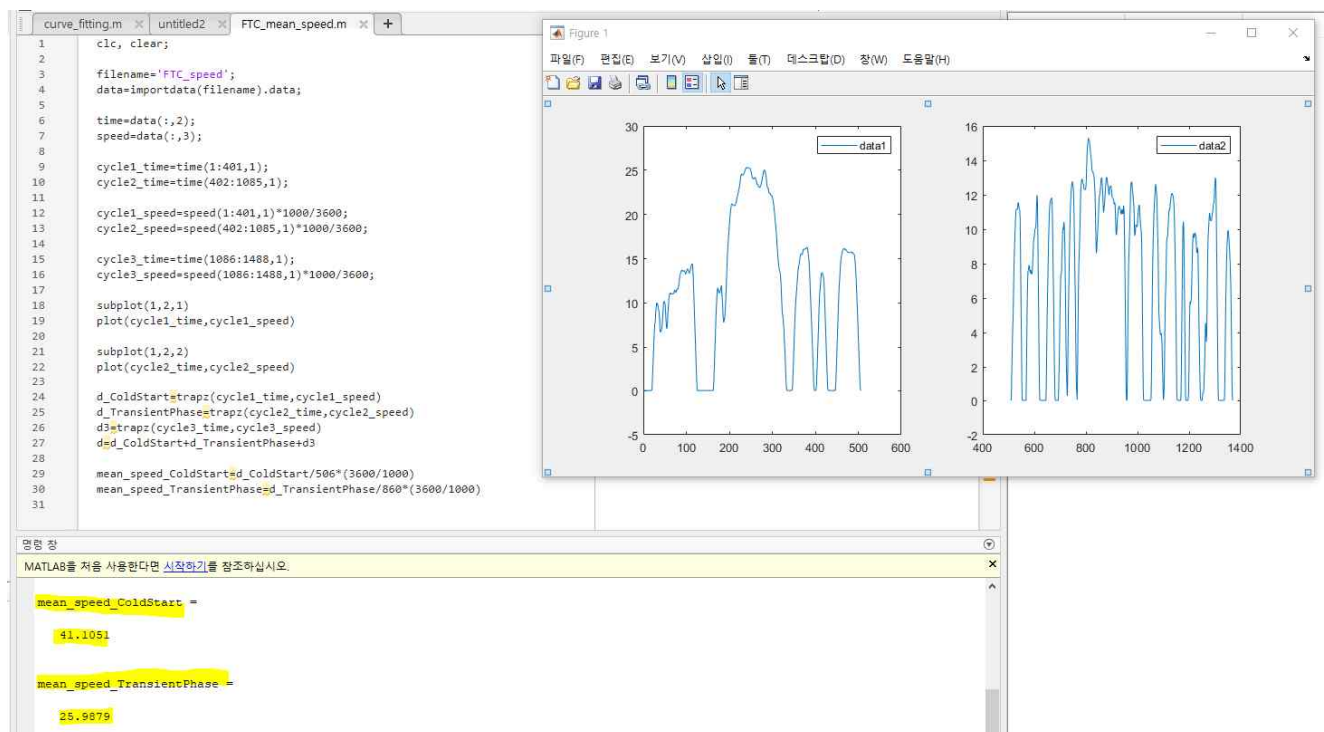 curve_fitting.m × untitled2 × FTC_mean_speed.m × +
1 clc, clear;
2
3 filename='FTC_speed';
4 data=importdata(filename).data;
5
6 time=data(:,2);
7 speed=data(:,3);
8
9 cycle1_time=time(1:401,1);
10 cycle2_time=time(402:1085,1);
11
12 cycle1_speed=speed(1:401,1)*1000/3600;
13 cycle2_speed=speed(402:1085,1)*1000/3600;
14
15 cycle3_time=time(1086:1488,1);
16 cycle3_speed=speed(1086:1488,1)*1000/3600;
17
18 subplot(1,2,1)
19 plot(cycle1_time,cycle1_speed)
20
21 subplot(1,2,2)
22 plot(cycle2_time,cycle2_speed)
23
24 d_ColdStart=trapz(cycle1_time,cycle1_speed)
25 d_TransientPhase=trapz(cycle2_time,cycle2_speed)
26 d3=trapz(cycle3_time,cycle3_speed)
27 d=d_ColdStart+d_TransientPhase+d3
28
29 mean_speed_ColdStart=d_ColdStart/506*(3600/1000)
30 mean_speed_TransientPhase=d_TransientPhase/860*(3600/1000)
31
Figure 1
파일(F) 편집(E) 보기(V) 삽입(I) 툴(T) 데스크탑(D) 창(W) 도움말(H)
data1
30
25
20
15
10
5
0
-5
0 100 200 300 400 500 600
data2
16
14
12
10
8
6
4
2
0
-2
400 600 800 1000 1200 1400
명령 창
MATLAB을 처음 사용한다면 시작하기를 참조하십시오.
mean_speed_ColdStart =
41.1051
mean_speed_TransientPhase =
25.9879